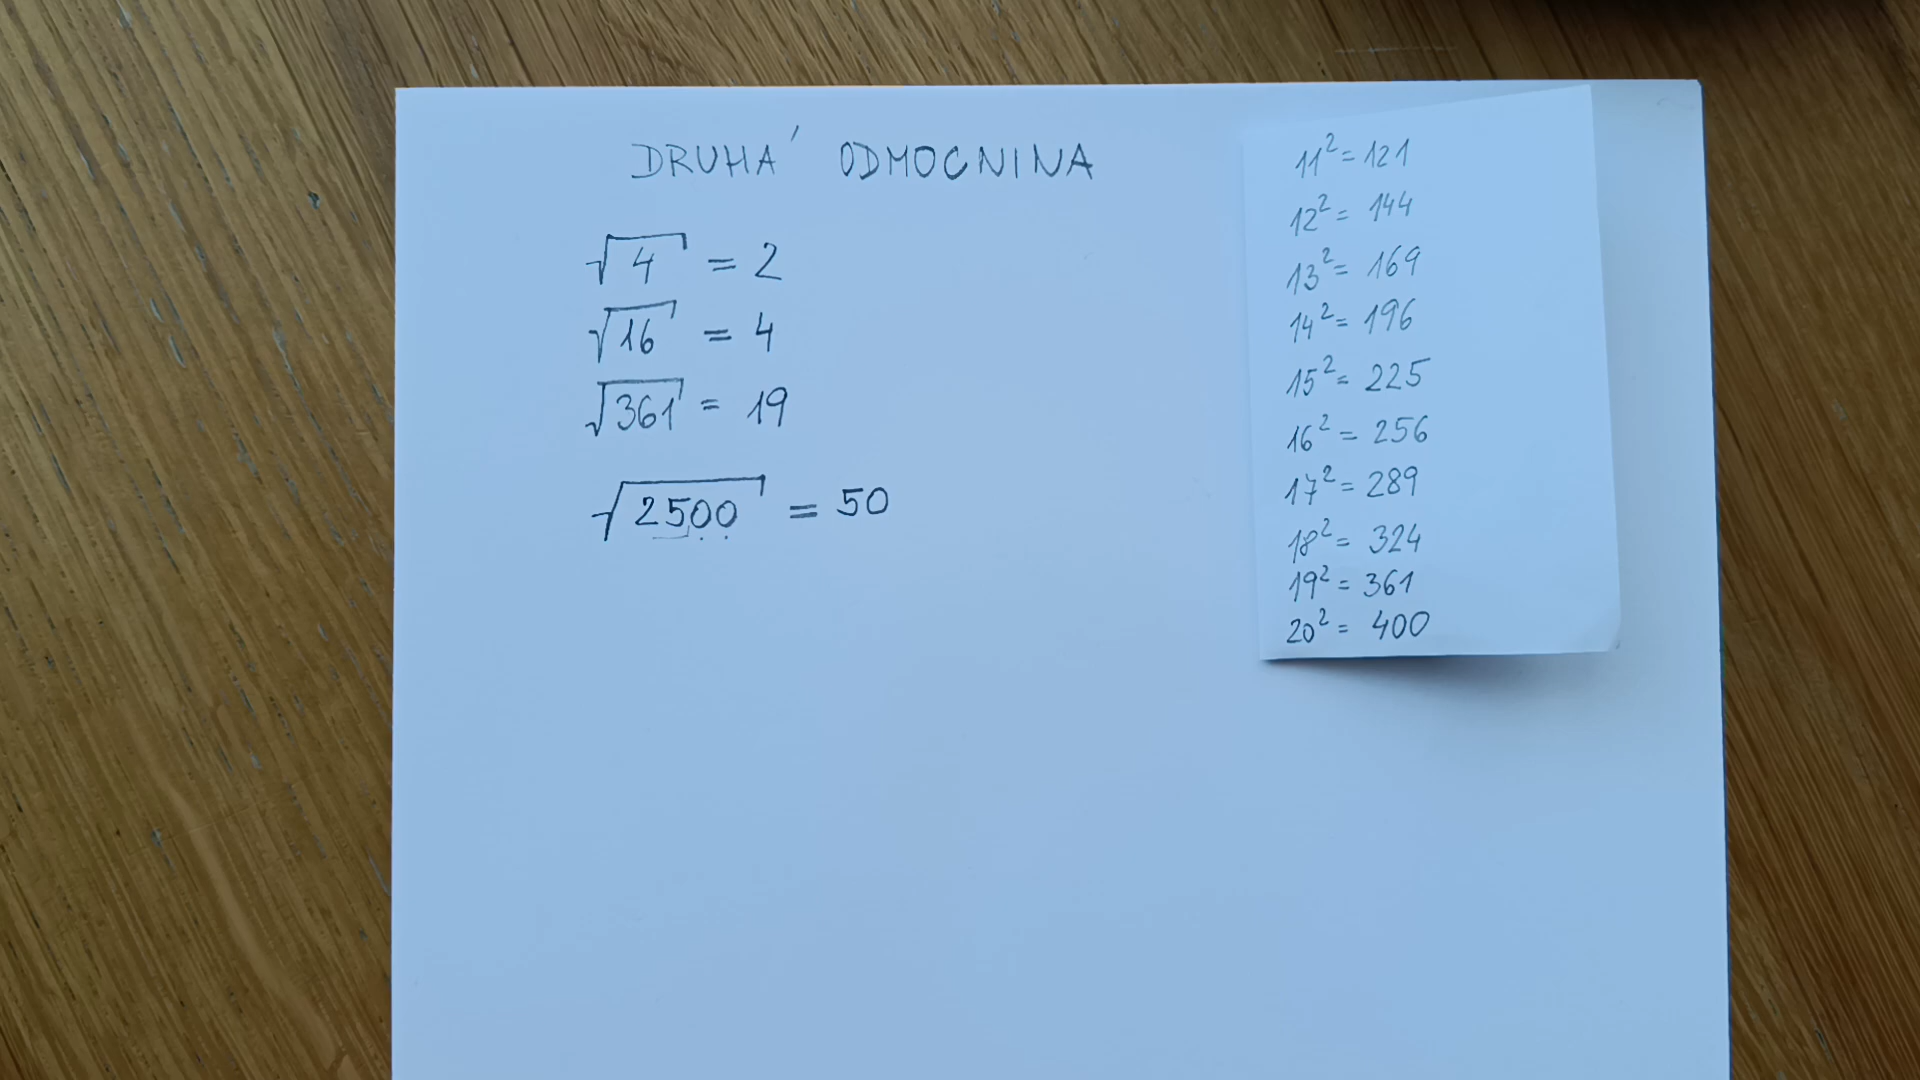 DRUHÁ ODMOCNINA
√4 = 2
√16 = 4
√361 = 19
√2500 = 50
11² = 121
12² = 144
13² = 169
14² = 196
15² = 225
16² = 256
17² = 289
18² = 324
19² = 361
20² = 400